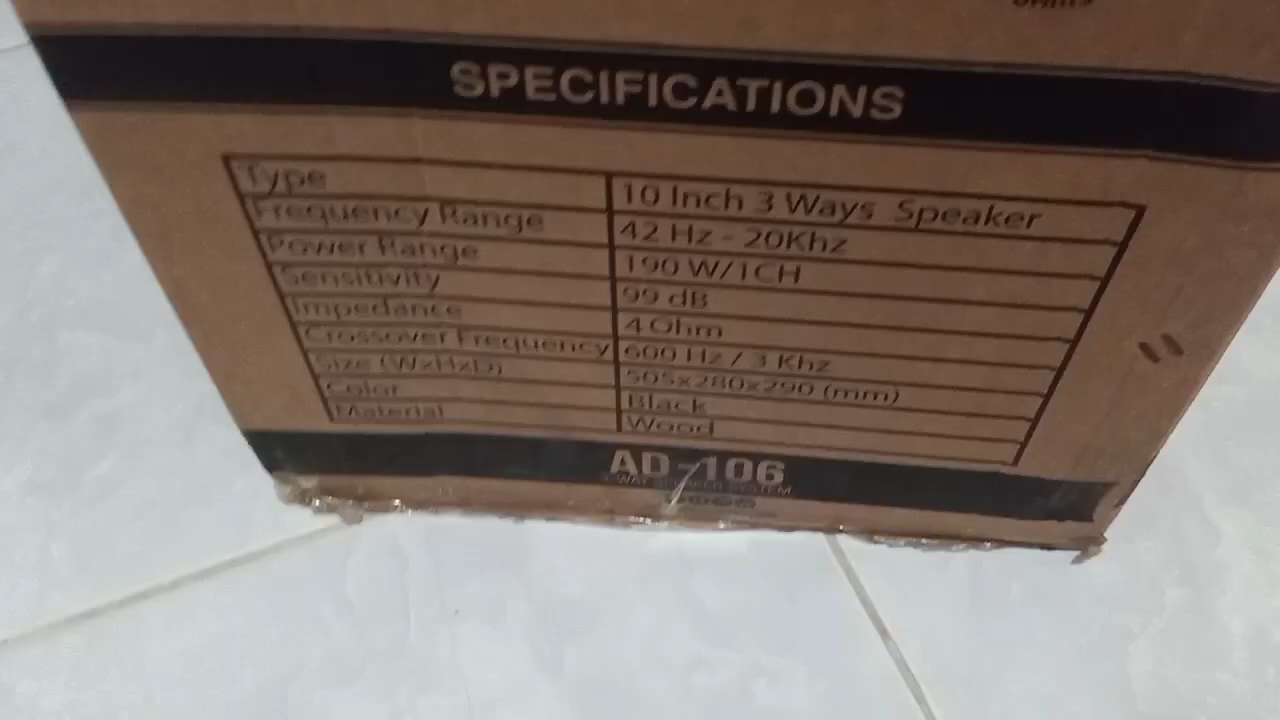 SPECIFICATIONS
Type 10 Inch 3 Ways Speaker
Frequency Range 42 Hz - 20Khz
Power Range 190 W/1CH
Sensitivity 99 dB
Impedance 4 Ohm
Crossover Frequency 600 Hz / 3 Khz
Size (WxHxD) 505x280x290 (mm)
Color Black
Material Wood
AD-106